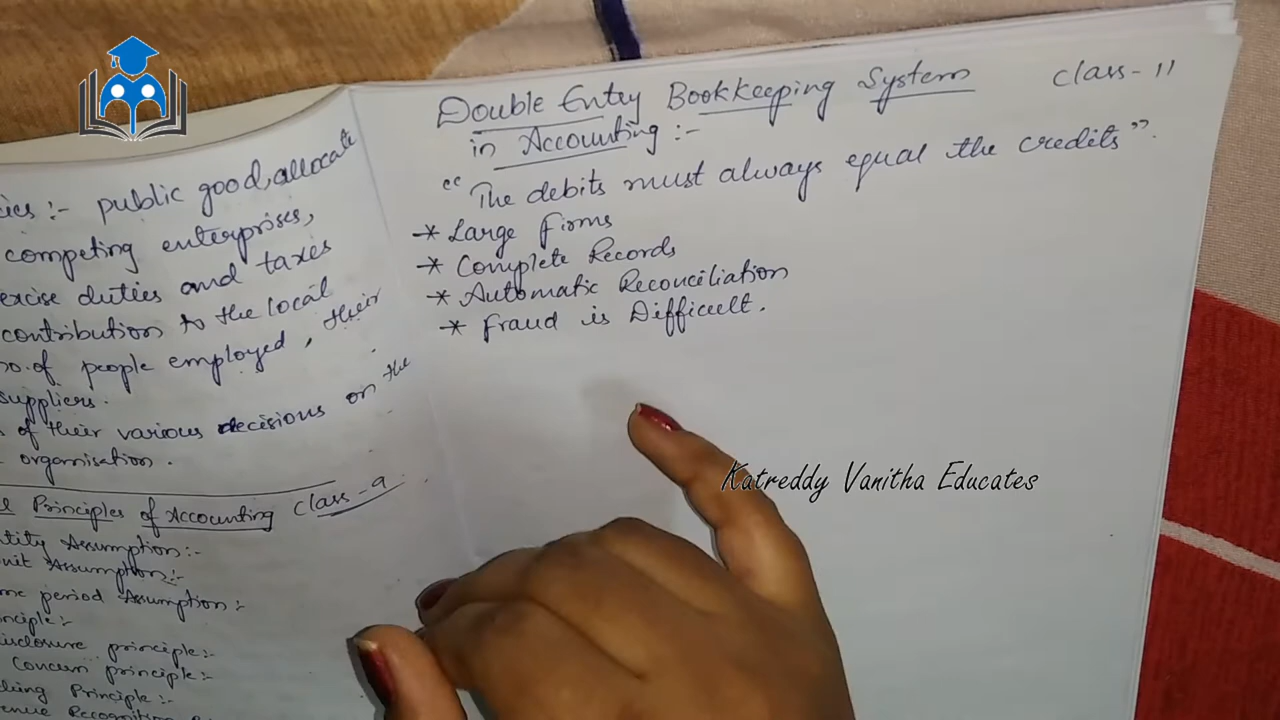 public good, allocate
competing enterprises,
excise duties and taxes
contribution to the local
no. of people employed, their
suppliers.
of their various decisions on the
organisation.
Principles of Accounting Class-9
Assumption:-
Assumption:-
period Assumption:-
principle:-
Concern principle:-
Principle:-
Double Entry Bookkeeping System Class-11
in Accounting:-
"The debits must always equal the credits".
* Large Firms
* Complete Records
* Automatic Reconciliation
* Fraud is Difficult.
Katreddy Vanitha Educates